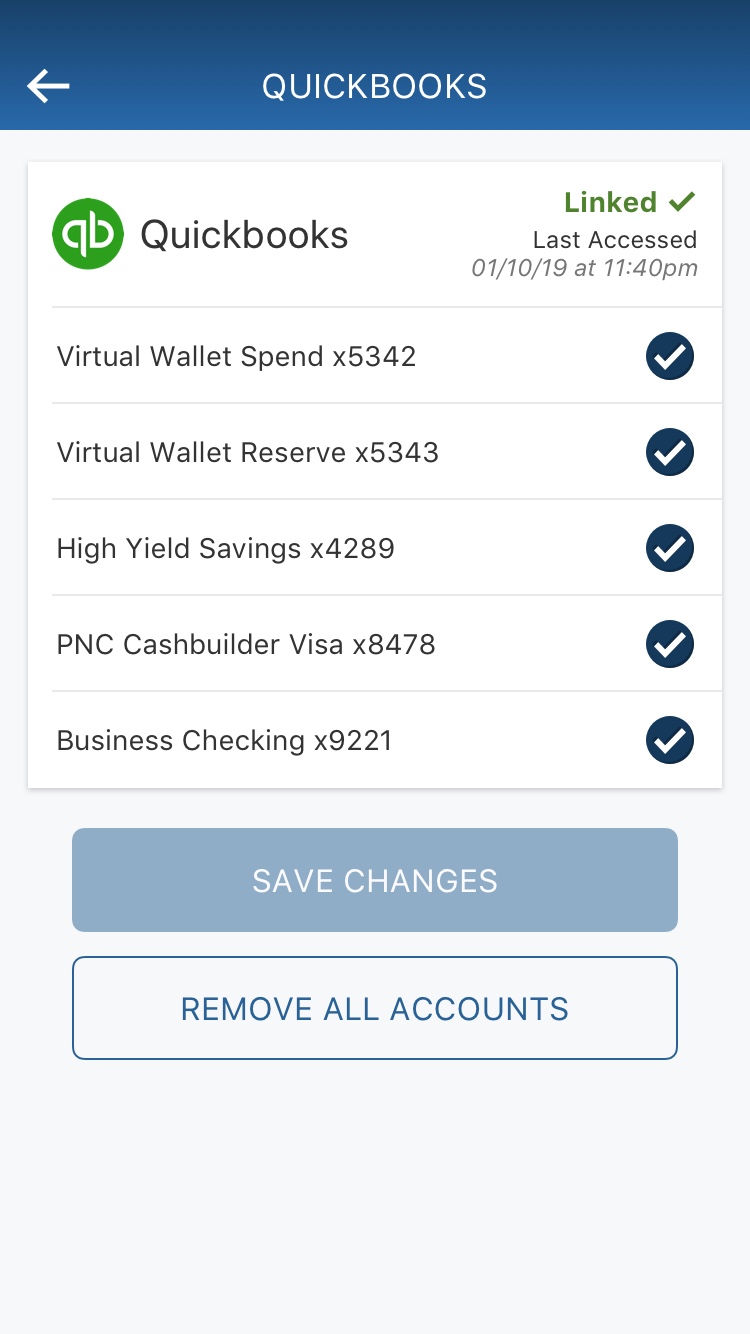 QUICKBOOKS
qb
Quickbooks
Linked
Last Accessed
01/10/19 at 11:40pm
Virtual Wallet Spend x5342
Virtual Wallet Reserve x5343
High Yield Savings x4289
PNC Cashbuilder Visa x8478
Business Checking x9221
SAVE CHANGES
REMOVE ALL ACCOUNTS